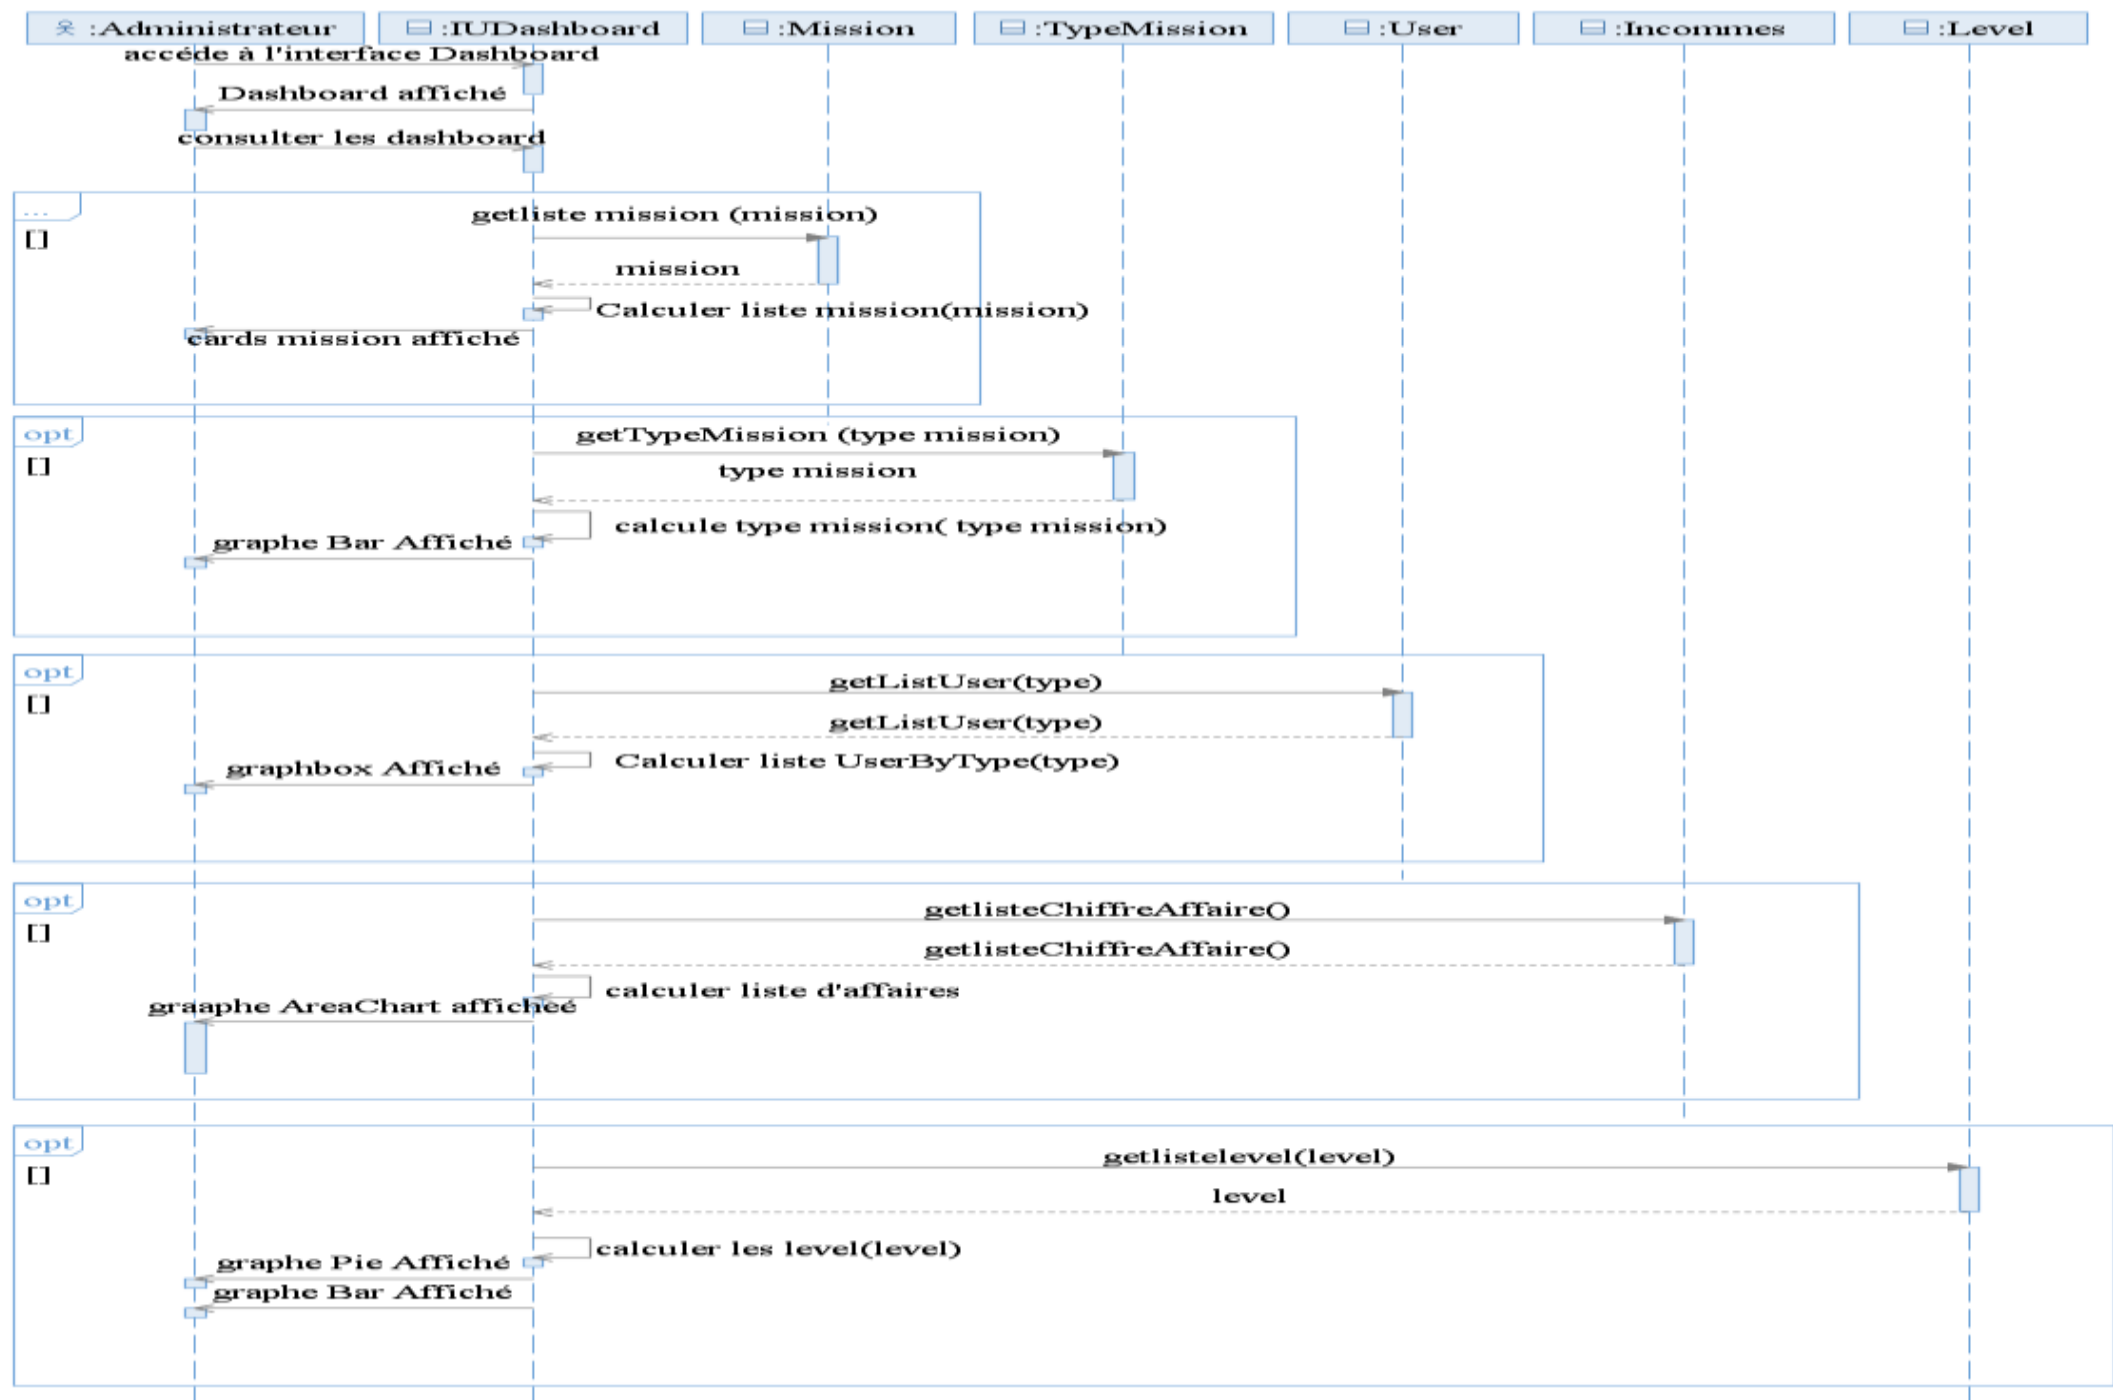 :Administrateur
:IUDashboard
:Mission
:TypeMission
:User
:Incommes
:Level
accéde à l'interface Dashboard
Dashboard affiché
consulter les dashboard
...
[]
getliste mission (mission)
mission
Calculer liste mission(mission)
cards mission affiché
opt
[]
getTypeMission (type mission)
type mission
calcule type mission( type mission)
graphe Bar Affiché
opt
[]
getListUser(type)
getListUser(type)
Calculer liste UserByType(type)
graphbox Affiché
opt
[]
getlisteChiffreAffaire()
getlisteChiffreAffaire()
calculer liste d'affaires
graaphe AreaChart afficheé
opt
[]
getlistelevel(level)
level
calculer les level(level)
graphe Pie Affiché
graphe Bar Affiché